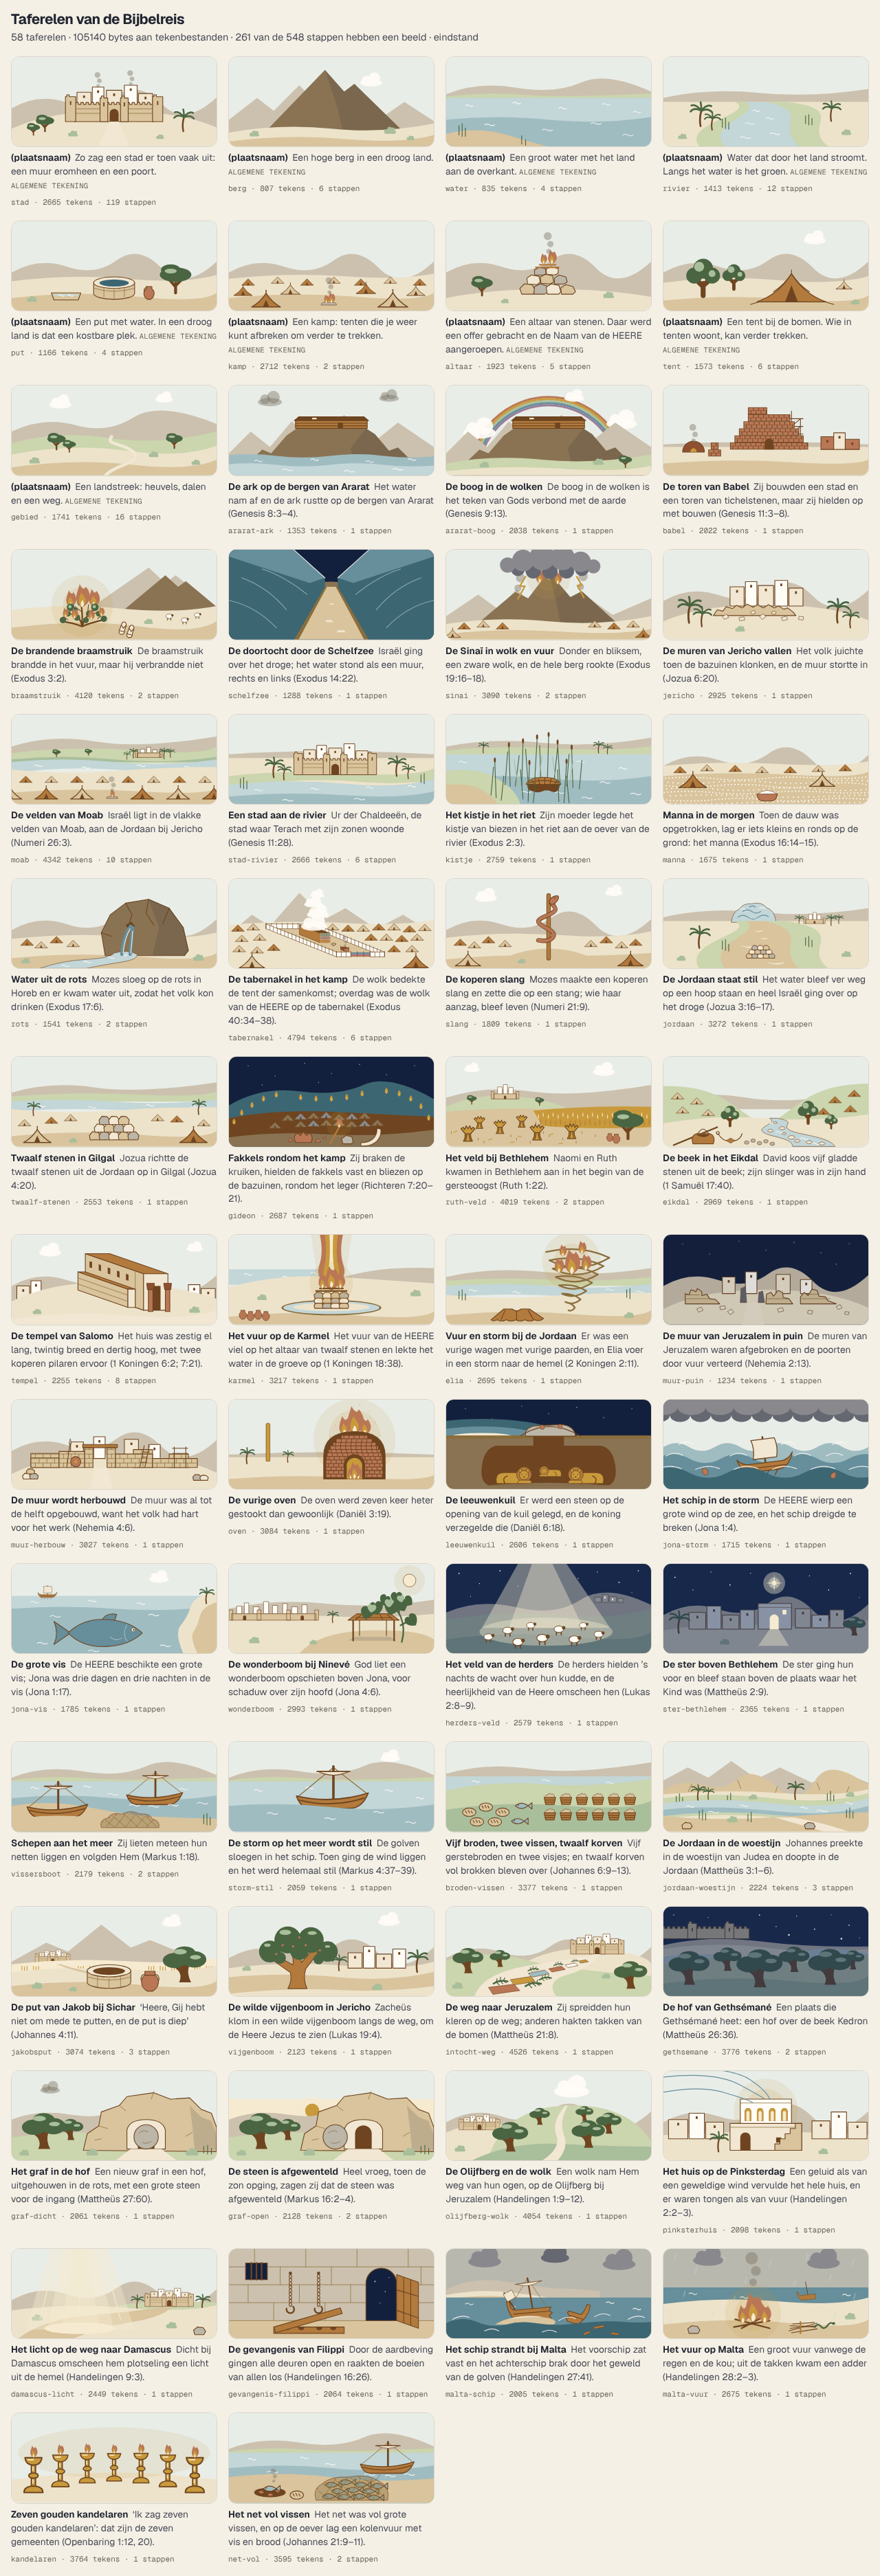 Taferelen van de Bijbelreis
58 taferelen · 105140 bytes aan tekenbestanden · 261 van de 548 stappen hebben een beeld · eindstand
(plaatsnaam) Zo zag een stad er toen vaak uit:
een muur eromheen en een poort.
ALGEMENE TEKENING
stad · 2665 tekens · 119 stappen
(plaatsnaam) Een hoge berg in een droog land.
ALGEMENE TEKENING
berg · 807 tekens · 6 stappen
(plaatsnaam) Een groot water met het land
aan de overkant. ALGEMENE TEKENING
water · 835 tekens · 4 stappen
(plaatsnaam) Water dat door het land stroomt.
Langs het water is het groen. ALGEMENE TEKENING
rivier · 1413 tekens · 12 stappen
(plaatsnaam) Een put met water. In een droog
land is dat een kostbare plek. ALGEMENE TEKENING
put · 1166 tekens · 4 stappen
(plaatsnaam) Een kamp: tenten die je weer
kunt afbreken om verder te trekken.
ALGEMENE TEKENING
kamp · 2712 tekens · 2 stappen
(plaatsnaam) Een altaar van stenen. Daar werd
een offer gebracht en de Naam van de HEERE
aangeroepen. ALGEMENE TEKENING
altaar · 1923 tekens · 5 stappen
(plaatsnaam) Een tent bij de bomen. Wie in
tenten woont, kan verder trekken.
ALGEMENE TEKENING
tent · 1573 tekens · 6 stappen
(plaatsnaam) Een landstreek: heuvels, dalen
en een weg. ALGEMENE TEKENING
gebied · 1741 tekens · 16 stappen
De ark op de bergen van Ararat Het water
nam af en de ark rustte op de bergen van Ararat
(Genesis 8:3–4).
ararat-ark · 1353 tekens · 1 stappen
De boog in de wolken De boog in de wolken is
het teken van Gods verbond met de aarde
(Genesis 9:13).
ararat-boog · 2038 tekens · 1 stappen
De toren van Babel Zij bouwden een stad en
een toren van tichelstenen, maar zij hielden op
met bouwen (Genesis 11:3–8).
babel · 2022 tekens · 1 stappen
De brandende braamstruik De braamstruik
brandde in het vuur, maar hij verbrandde niet
(Exodus 3:2).
braamstruik · 4120 tekens · 2 stappen
De doortocht door de Schelfzee Israël ging
over het droge; het water stond als een muur,
rechts en links (Exodus 14:22).
schelfzee · 1288 tekens · 1 stappen
De Sinaï in wolk en vuur Donder en bliksem,
een zware wolk, en de hele berg rookte (Exodus
19:16–18).
sinai · 3090 tekens · 2 stappen
De muren van Jericho vallen Het volk juichte
toen de bazuinen klonken, en de muur stortte in
(Jozua 6:20).
jericho · 2925 tekens · 1 stappen
De velden van Moab Israël ligt in de vlakke
velden van Moab, aan de Jordaan bij Jericho
(Numeri 26:3).
moab · 4342 tekens · 10 stappen
Een stad aan de rivier Ur der Chaldeeën, de
stad waar Terach met zijn zonen woonde
(Genesis 11:28).
stad-rivier · 2666 tekens · 6 stappen
Het kistje in het riet Zijn moeder legde het
kistje van biezen in het riet aan de oever van de
rivier (Exodus 2:3).
kistje · 2759 tekens · 1 stappen
Manna in de morgen Toen de dauw was
opgetrokken, lag er iets kleins en ronds op de
grond: het manna (Exodus 16:14–15).
manna · 1675 tekens · 1 stappen
Water uit de rots Mozes sloeg op de rots in
Horeb en er kwam water uit, zodat het volk kon
drinken (Exodus 17:6).
rots · 1541 tekens · 2 stappen
De tabernakel in het kamp De wolk bedekte
de tent der samenkomst; overdag was de wolk
van de HEERE op de tabernakel (Exodus
40:34–38).
tabernakel · 4794 tekens · 6 stappen
De koperen slang Mozes maakte een koperen
slang en zette die op een stang; wie haar
aanzag, bleef leven (Numeri 21:9).
slang · 1809 tekens · 1 stappen
De Jordaan staat stil Het water bleef ver weg
op een hoop staan en heel Israël ging over op
het droge (Jozua 3:16–17).
jordaan · 3272 tekens · 1 stappen
Twaalf stenen in Gilgal Jozua richtte de
twaalf stenen uit de Jordaan op in Gilgal (Jozua
4:20).
twaalf-stenen · 2553 tekens · 1 stappen
Fakkels rondom het kamp Zij braken de
kruiken, hielden de fakkels vast en bliezen op
de bazuinen, rondom het leger (Richteren 7:20–
21).
gideon · 2687 tekens · 1 stappen
Het veld bij Bethlehem Naomi en Ruth
kwamen in Bethlehem aan in het begin van de
gersteoogst (Ruth 1:22).
ruth-veld · 4019 tekens · 2 stappen
De beek in het Eikdal David koos vijf gladde
stenen uit de beek; zijn slinger was in zijn hand
(1 Samuël 17:40).
eikdal · 2969 tekens · 1 stappen
De tempel van Salomo Het huis was zestig el
lang, twintig breed en dertig hoog, met twee
koperen pilaren ervoor (1 Koningen 6:2; 7:21).
tempel · 2255 tekens · 8 stappen
Het vuur op de Karmel Het vuur van de HEERE
viel op het altaar van twaalf stenen en lekte het
water in de groeve op (1 Koningen 18:38).
karmel · 3217 tekens · 1 stappen
Vuur en storm bij de Jordaan Er was een
vurige wagen met vurige paarden, en Elia voer
in een storm naar de hemel (2 Koningen 2:11).
elia · 2695 tekens · 1 stappen
De muur van Jeruzalem in puin De muren van
Jeruzalem waren afgebroken en de poorten
door vuur verteerd (Nehemia 2:13).
muur-puin · 1234 tekens · 1 stappen
De muur wordt herbouwd De muur was al tot
de helft opgebouwd, want het volk had hart
voor het werk (Nehemia 4:6).
muur-herbouw · 3027 tekens · 1 stappen
De vurige oven De oven werd zeven keer heter
gestookt dan gewoonlijk (Daniël 3:19).
oven · 3084 tekens · 1 stappen
De leeuwenkuil Er werd een steen op de
opening van de kuil gelegd, en de koning
verzegelde die (Daniël 6:18).
leeuwenkuil · 2606 tekens · 1 stappen
Het schip in de storm De HEERE wierp een
grote wind op de zee, en het schip dreigde te
breken (Jona 1:4).
jona-storm · 1715 tekens · 1 stappen
De grote vis De HEERE beschikte een grote
vis; Jona was drie dagen en drie nachten in de
vis (Jona 1:17).
jona-vis · 1785 tekens · 1 stappen
De wonderboom bij Ninevé God liet een
wonderboom opschieten boven Jona, voor
schaduw over zijn hoofd (Jona 4:6).
wonderboom · 2993 tekens · 1 stappen
Het veld van de herders De herders hielden ’s
nachts de wacht over hun kudde, en de
heerlijkheid van de Heere omscheen hen (Lukas
2:8–9).
herders-veld · 2579 tekens · 1 stappen
De ster boven Bethlehem De ster ging hun
voor en bleef staan boven de plaats waar het
Kind was (Mattheüs 2:9).
ster-bethlehem · 2365 tekens · 1 stappen
Schepen aan het meer Zij lieten meteen hun
netten liggen en volgden Hem (Markus 1:18).
vissersboot · 2179 tekens · 2 stappen
De storm op het meer wordt stil De golven
sloegen in het schip. Toen ging de wind liggen
en het werd helemaal stil (Markus 4:37–39).
storm-stil · 2059 tekens · 1 stappen
Vijf broden, twee vissen, twaalf korven Vijf
gerstebroden en twee visjes; en twaalf korven
vol brokken bleven over (Johannes 6:9–13).
broden-vissen · 3377 tekens · 1 stappen
De Jordaan in de woestijn Johannes preekte
in de woestijn van Judea en doopte in de
Jordaan (Mattheüs 3:1–6).
jordaan-woestijn · 2224 tekens · 3 stappen
De put van Jakob bij Sichar ‘Heere, Gij hebt
niet om mede te putten, en de put is diep’
(Johannes 4:11).
jakobsput · 3074 tekens · 3 stappen
De wilde vijgenboom in Jericho Zacheüs
klom in een wilde vijgenboom langs de weg, om
de Heere Jezus te zien (Lukas 19:4).
vijgenboom · 2123 tekens · 1 stappen
De weg naar Jeruzalem Zij spreidden hun
kleren op de weg; anderen hakten takken van
de bomen (Mattheüs 21:8).
intocht-weg · 4526 tekens · 1 stappen
De hof van Gethsémané Een plaats die
Gethsémané heet: een hof over de beek Kedron
(Mattheüs 26:36).
gethsemane · 3776 tekens · 2 stappen
Het graf in de hof Een nieuw graf in een hof,
uitgehouwen in de rots, met een grote steen
voor de ingang (Mattheüs 27:60).
graf-dicht · 2061 tekens · 1 stappen
De steen is afgewenteld Heel vroeg, toen de
zon opging, zagen zij dat de steen was
afgewenteld (Markus 16:2–4).
graf-open · 2128 tekens · 2 stappen
De Olijfberg en de wolk Een wolk nam Hem
weg van hun ogen, op de Olijfberg bij
Jeruzalem (Handelingen 1:9–12).
olijfberg-wolk · 4054 tekens · 1 stappen
Het huis op de Pinksterdag Een geluid als van
een geweldige wind vervulde het hele huis, en
er waren tongen als van vuur (Handelingen
2:2–3).
pinksterhuis · 2098 tekens · 1 stappen
Het licht op de weg naar Damascus Dicht bij
Damascus omscheen hem plotseling een licht
uit de hemel (Handelingen 9:3).
damascus-licht · 2449 tekens · 1 stappen
De gevangenis van Filippi Door de aardbeving
gingen alle deuren open en raakten de boeien
van allen los (Handelingen 16:26).
gevangenis-filippi · 2064 tekens · 1 stappen
Het schip strandt bij Malta Het voorschip zat
vast en het achterschip brak door het geweld
van de golven (Handelingen 27:41).
malta-schip · 2005 tekens · 1 stappen
Het vuur op Malta Een groot vuur vanwege de
regen en de kou; uit de takken kwam een adder
(Handelingen 28:2–3).
malta-vuur · 2675 tekens · 1 stappen
Zeven gouden kandelaren ‘Ik zag zeven
gouden kandelaren’: dat zijn de zeven
gemeenten (Openbaring 1:12, 20).
kandelaren · 3764 tekens · 1 stappen
Het net vol vissen Het net was vol grote
vissen, en op de oever lag een kolenvuur met
vis en brood (Johannes 21:9–11).
net-vol · 3595 tekens · 2 stappen